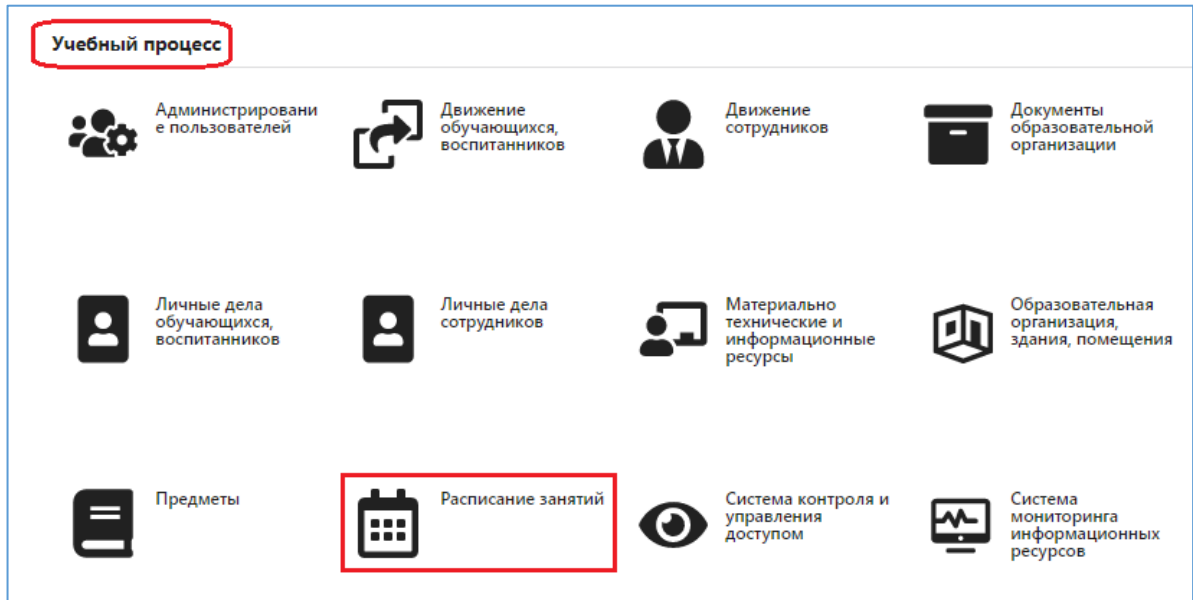 Учебный процесс
Администрировани
е пользователей
Движение
обучающихся,
воспитанников
Движение
сотрудников
Документы
образовательной
организации
Личные дела
обучающихся,
воспитанников
Личные дела
сотрудников
Материально
технические и
информационные
ресурсы
Образовательная
организация,
здания, помещения
Предметы
Расписание занятий
Система контроля и
управления
доступом
Система
мониторинга
информационных
ресурсов